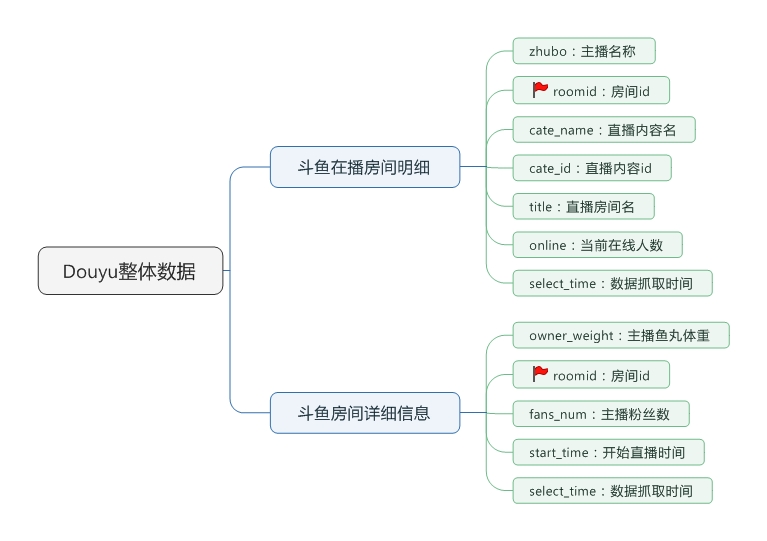 Douyu整体数据
斗鱼在播房间明细
zhubo：主播名称
roomid：房间id
cate_name：直播内容名
cate_id：直播内容id
title：直播房间名
online：当前在线人数
select_time：数据抓取时间
斗鱼房间详细信息
owner_weight：主播鱼丸体重
roomid：房间id
fans_num：主播粉丝数
start_time：开始直播时间
select_time：数据抓取时间